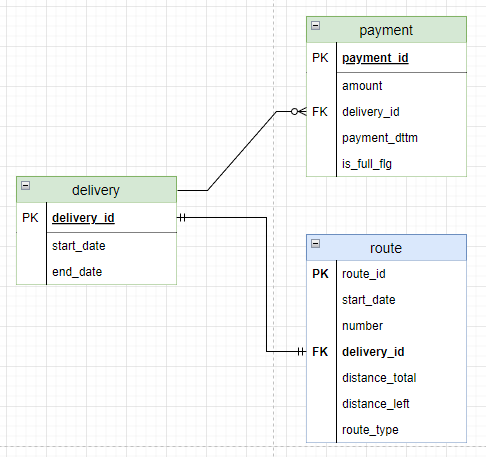 payment
PK payment_id
amount
FK delivery_id
payment_dttm
is_full_flg
delivery
PK delivery_id
start_date
end_date
route
PK route_id
start_date
number
FK delivery_id
distance_total
distance_left
route_type